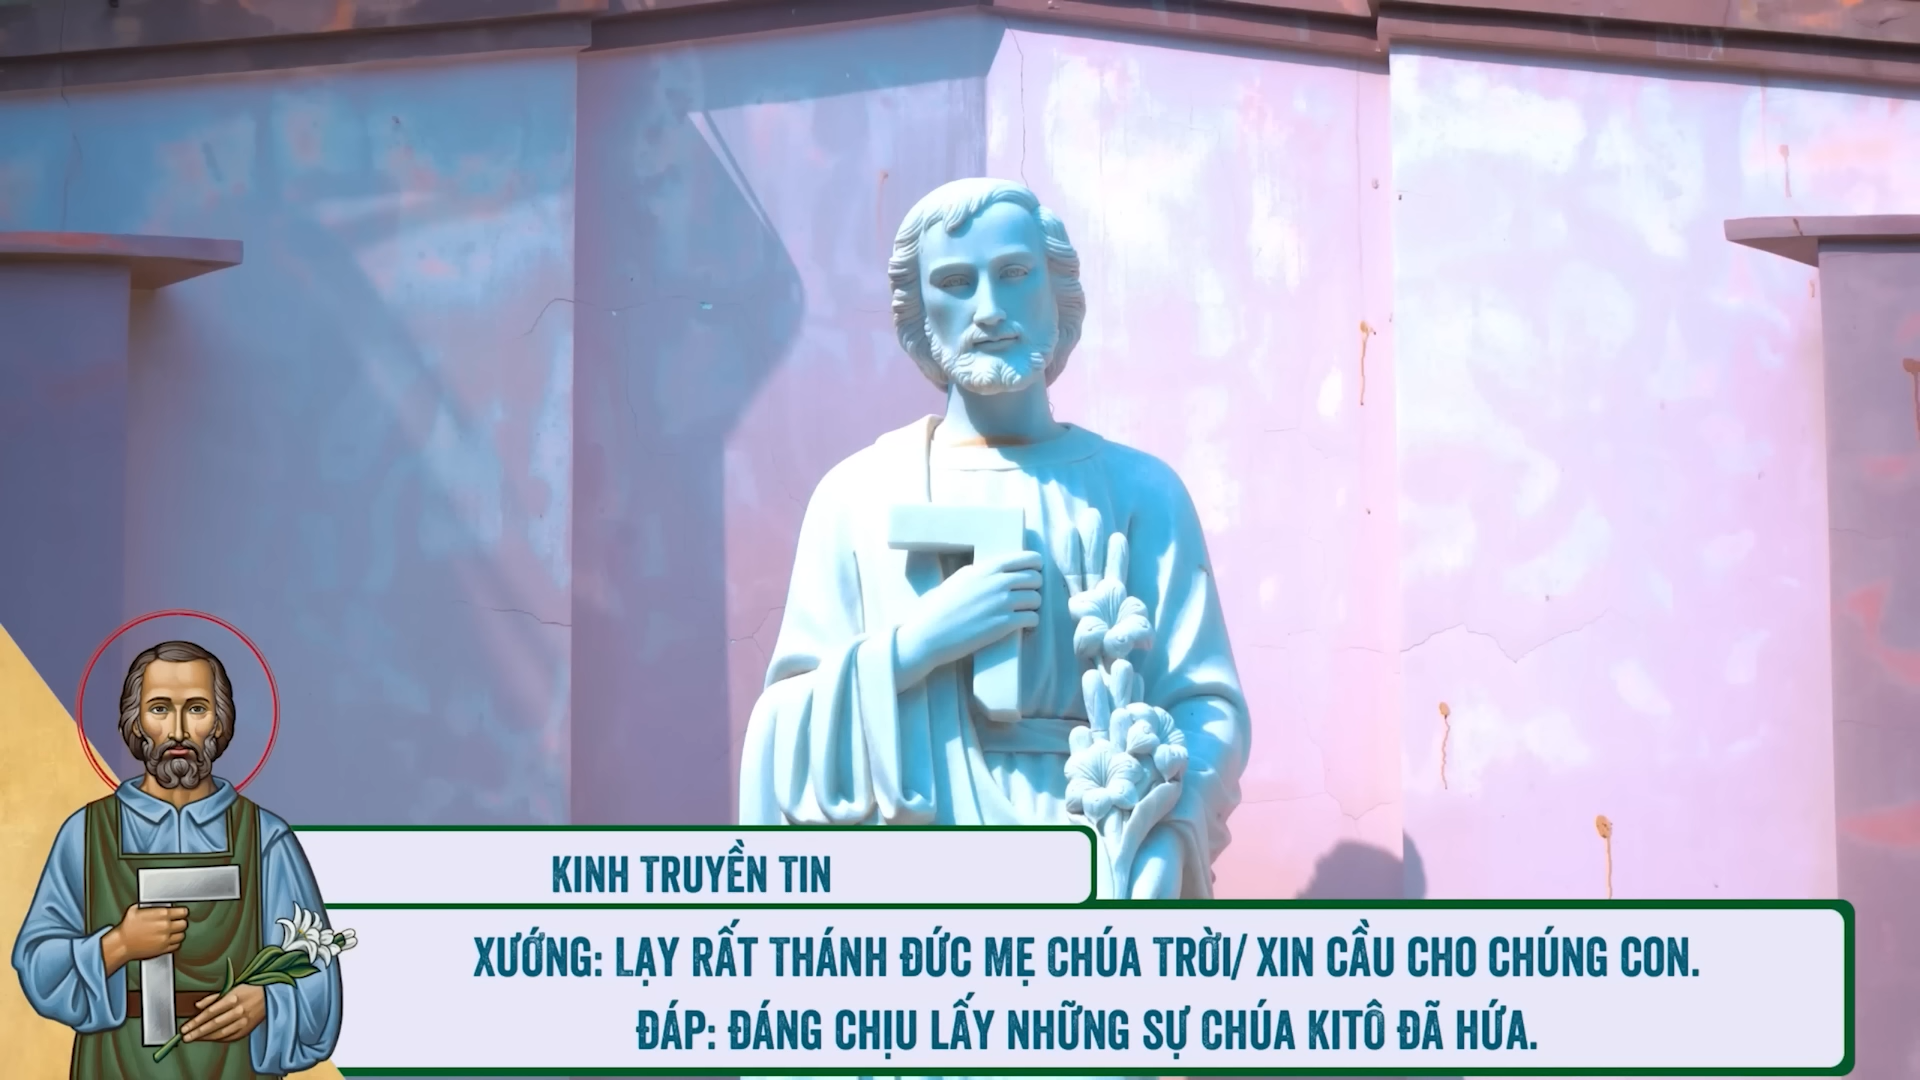 KINH TRUYỀN TIN
XƯỚNG: LẠY RẤT THÁNH ĐỨC MẸ CHÚA TRỜI/ XIN CẦU CHO CHÚNG CON.
ĐÁP: ĐÁNG CHỊU LẤY NHỮNG SỰ CHÚA KITÔ ĐÃ HỨA.